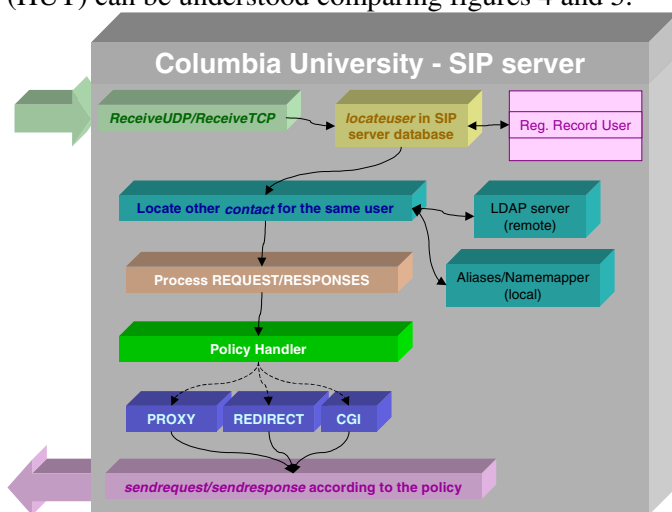 (HUT) can be understood comparing figures 4 and 5.
Columbia University - SIP server
ReceiveUDP/ReceiveTCP
locateuser in SIP
server database
Reg. Record User
Locate other contact for the same user
LDAP server
(remote)
Process REQUEST/RESPONSES
Aliases/Namemapper
(local)
Policy Handler
PROXY
REDIRECT
CGI
sendrequest/sendresponse according to the policy